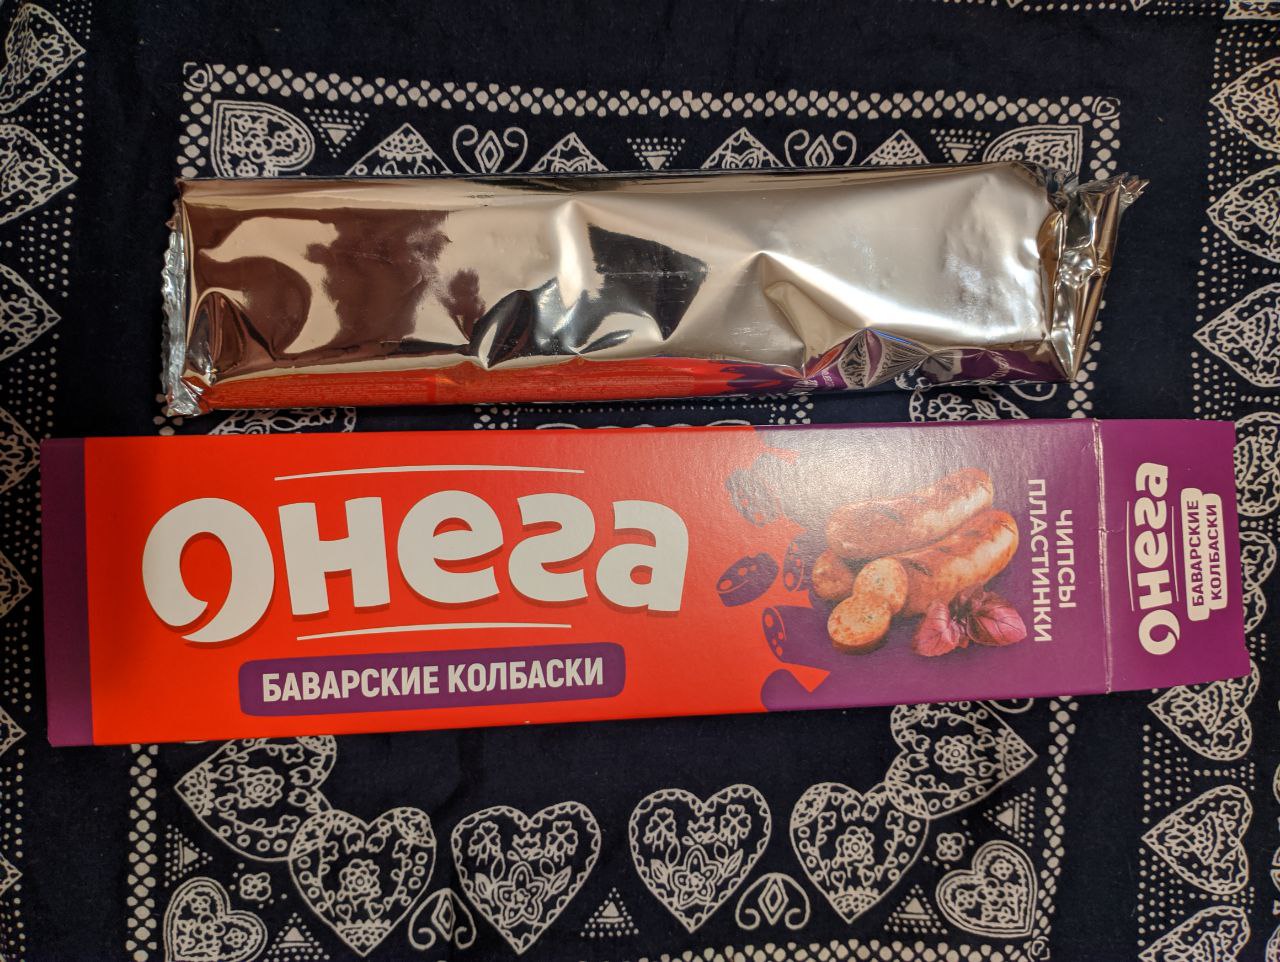 Онега
БАВАРСКИЕ КОЛБАСКИ
ЧИПСЫ
ПЛАСТИНКИ
Онега
БАВАРСКИЕ
КОЛБАСКИ